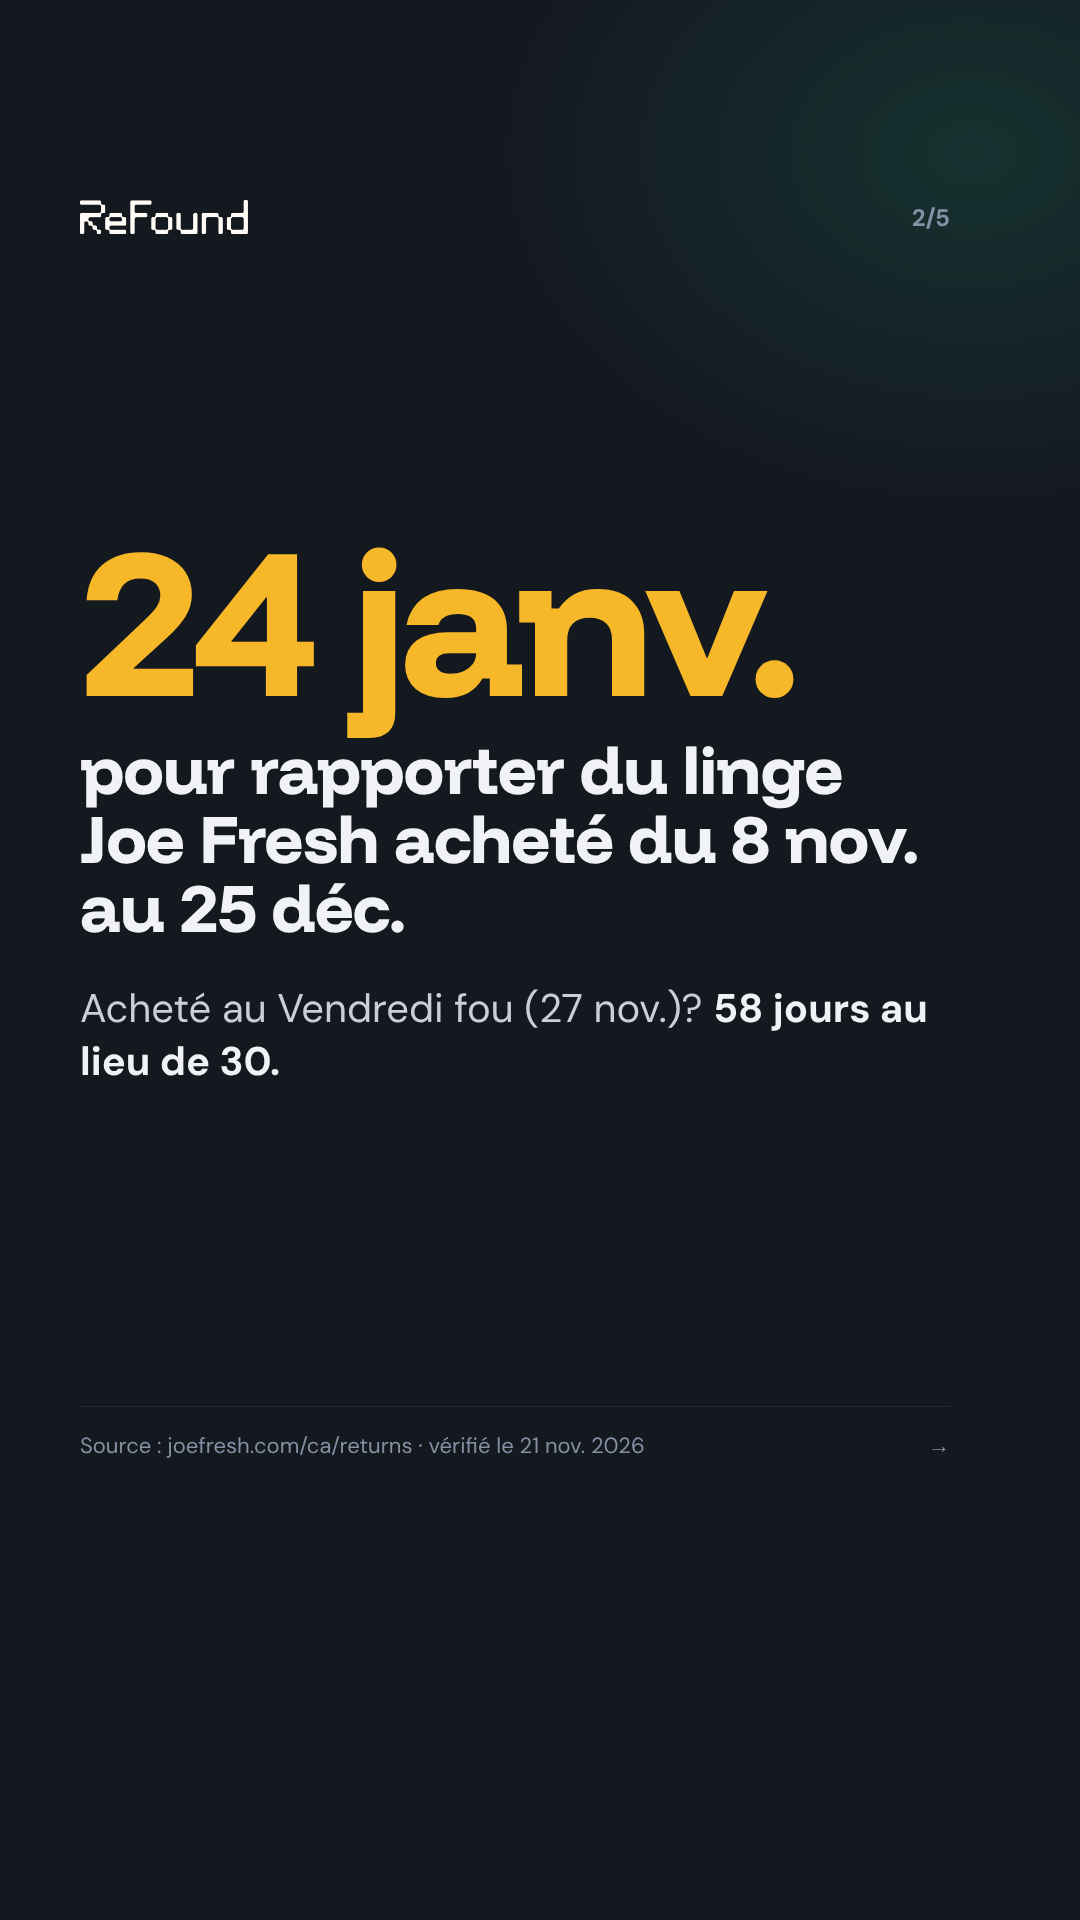 ReFound
2/5
24 janv.
pour rapporter du linge
Joe Fresh acheté du 8 nov.
au 25 déc.
Acheté au Vendredi fou (27 nov.)? 58 jours au
lieu de 30.
Source : joefresh.com/ca/returns · vérifié le 21 nov. 2026 →